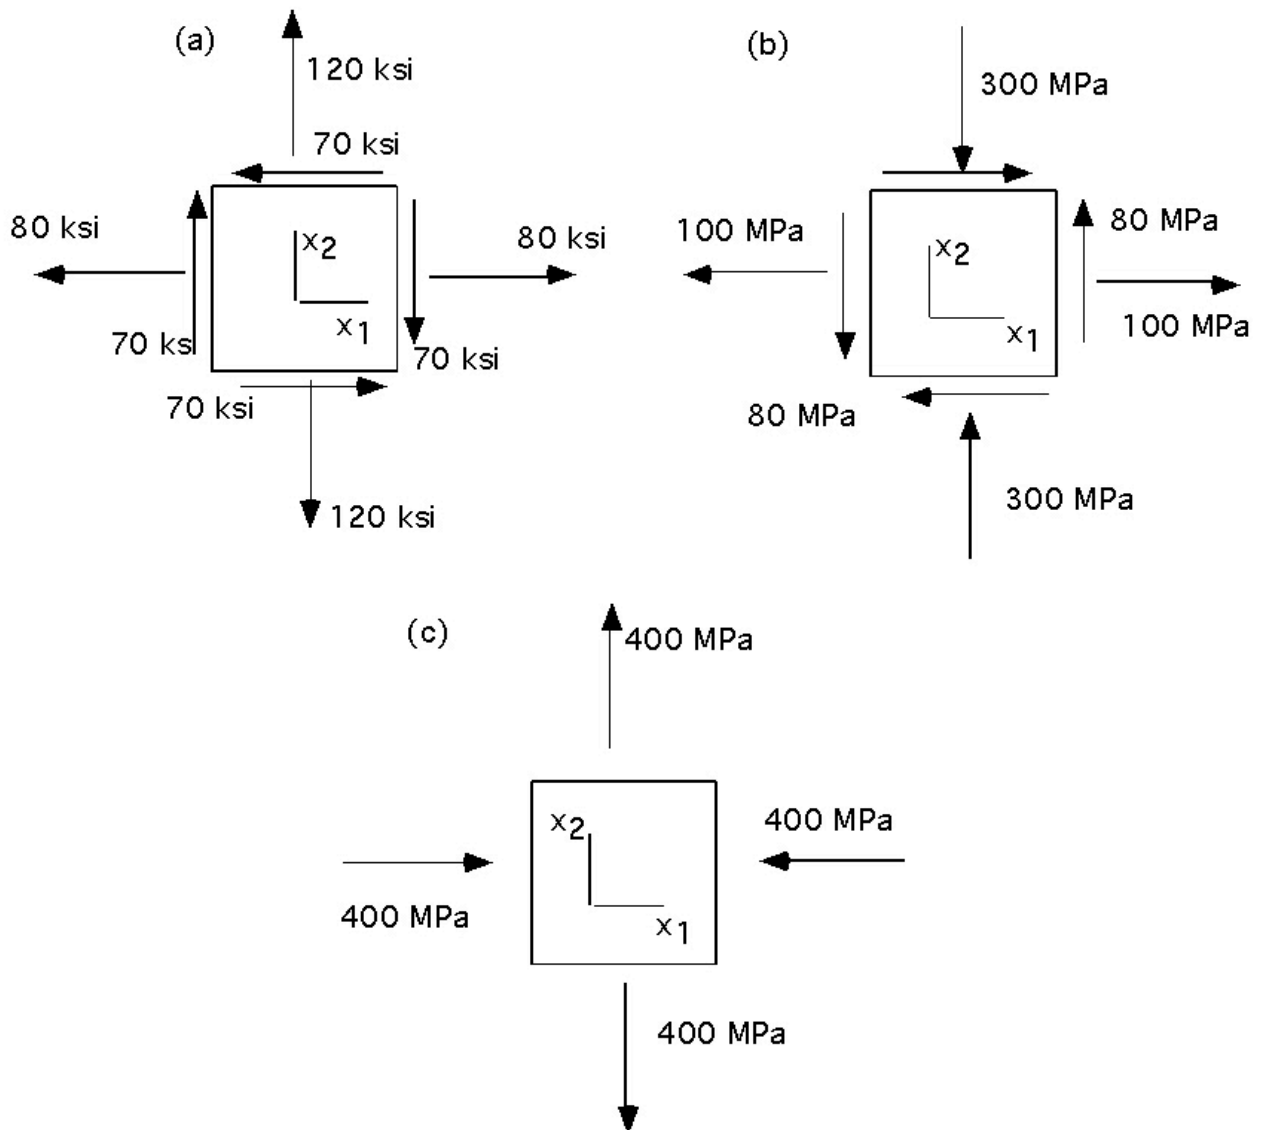 (a)
120 ksi
70 ksi
80 ksi
80 ksi
x2
x1
70 ksi
70 ksi
70 ksi
120 ksi
(b)
300 MPa
100 MPa
80 MPa
x2
x1
100 MPa
80 MPa
300 MPa
(c)
400 MPa
x2
400 MPa
400 MPa
x1
400 MPa